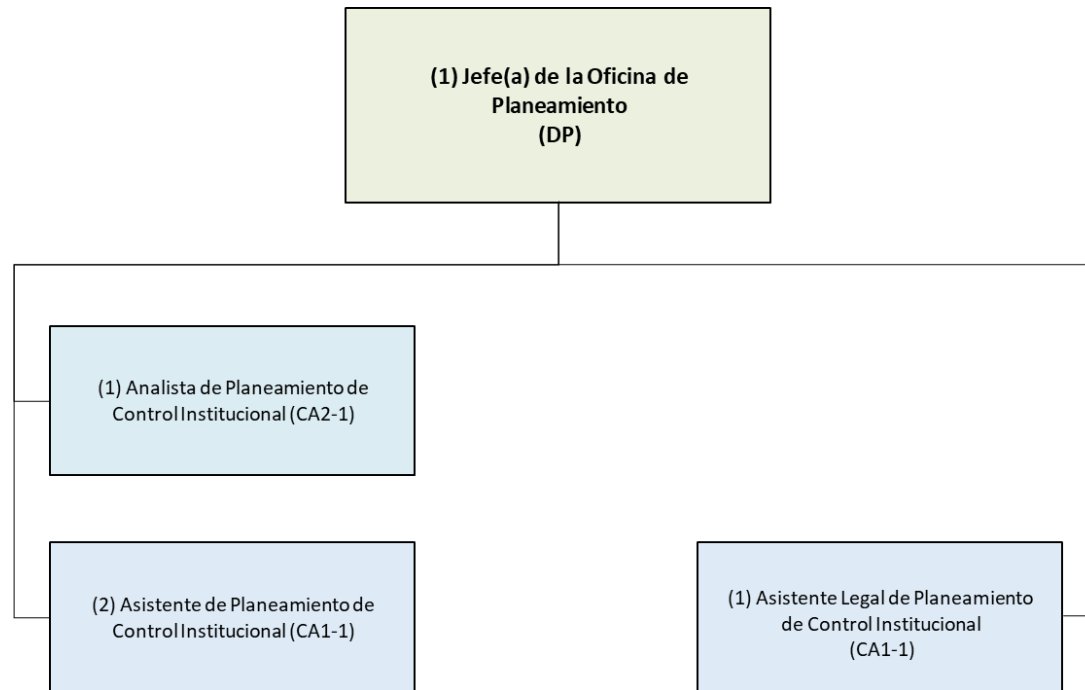 (1) Jefe(a) de la Oficina de
Planeamiento
(DP)
(1) Analista de Planeamiento de
Control Institucional (CA2-1)
(2) Asistente de Planeamiento de
Control Institucional (CA1-1)
(1) Asistente Legal de Planeamiento
de Control Institucional
(CA1-1)